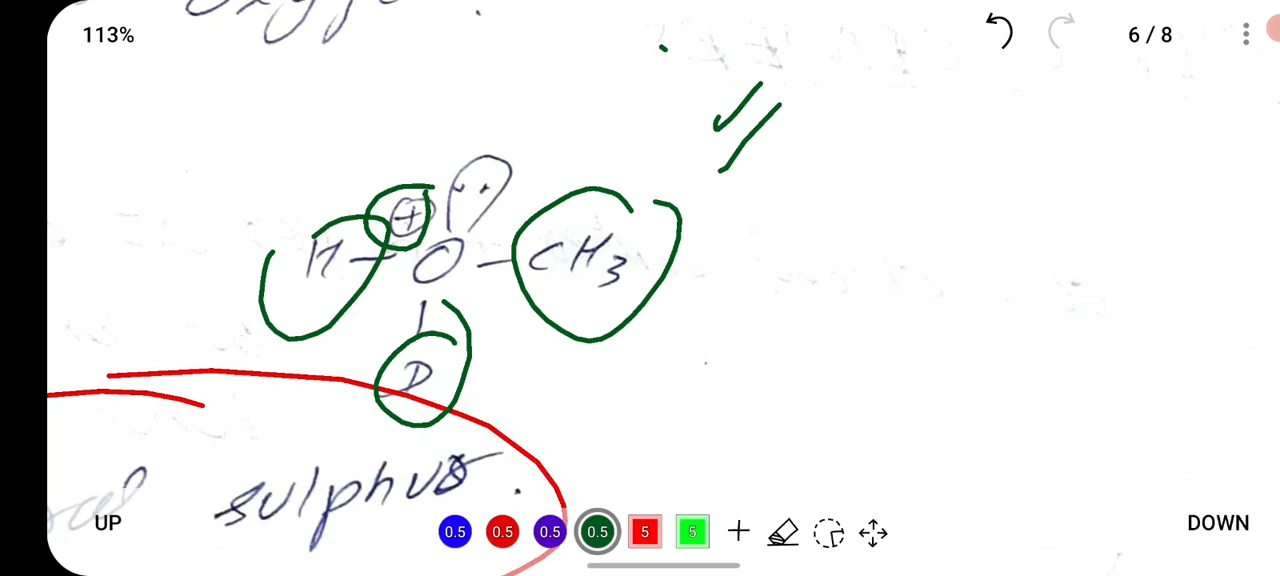 113%
6 / 8
⊕ ..
H - O - CH3
|
D
sulphur.
UP
0.5 0.5 0.5 0.5 5 5 +
DOWN